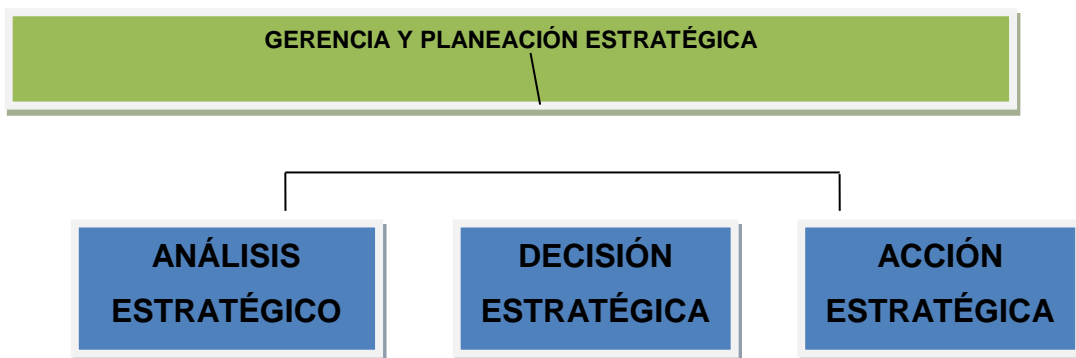 GERENCIA Y PLANEACIÓN ESTRATÉGICA
ANÁLISIS
ESTRATÉGICO
DECISIÓN
ESTRATÉGICA
ACCIÓN
ESTRATÉGICA